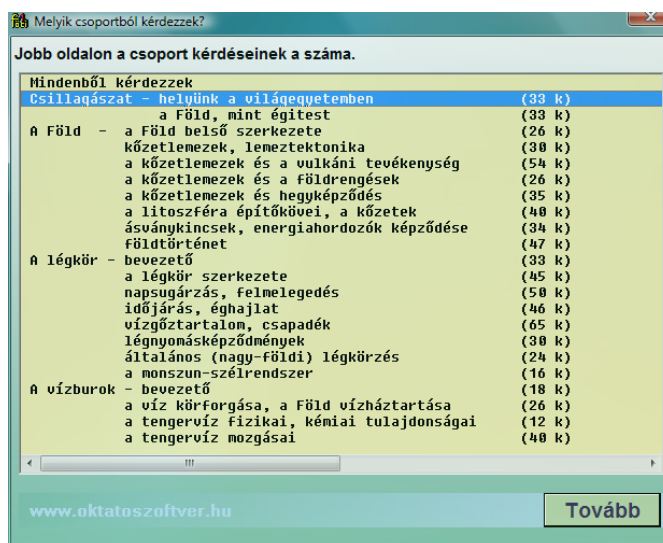 Melyik csoportból kérdezzek?
Jobb oldalon a csoport kérdéseinek a száma.
Mindenből kérdezzek
Csillagászat - helyünk a világegyetemben (33 k)
a Föld, mint égitest (33 k)
A Föld - a Föld belső szerkezete (26 k)
kőzetlemezek, lemeztektonika (30 k)
a kőzetlemezek és a vulkáni tevékenység (54 k)
a kőzetlemezek és a földrengések (26 k)
a kőzetlemezek és hegyképződés (35 k)
a litoszféra építőkövei, a kőzetek (40 k)
ásványkincsek, energiahordozók képződése (34 k)
földtörténet (47 k)
A légkör - bevezető (33 k)
a légkör szerkezete (45 k)
napsugárzás, felmelegedés (50 k)
időjárás, éghajlat (46 k)
vízgőztartalom, csapadék (65 k)
légnyomásképződmények (30 k)
általános (nagy-földi) légkörzés (24 k)
a monszun-szélrendszer (16 k)
A vízburok - bevezető (18 k)
a víz körforgása, a Föld vízháztartása (26 k)
a tengervíz fizikai, kémiai tulajdonságai (12 k)
a tengervíz mozgásai (40 k)
www.oktatoszoftver.hu
Tovább